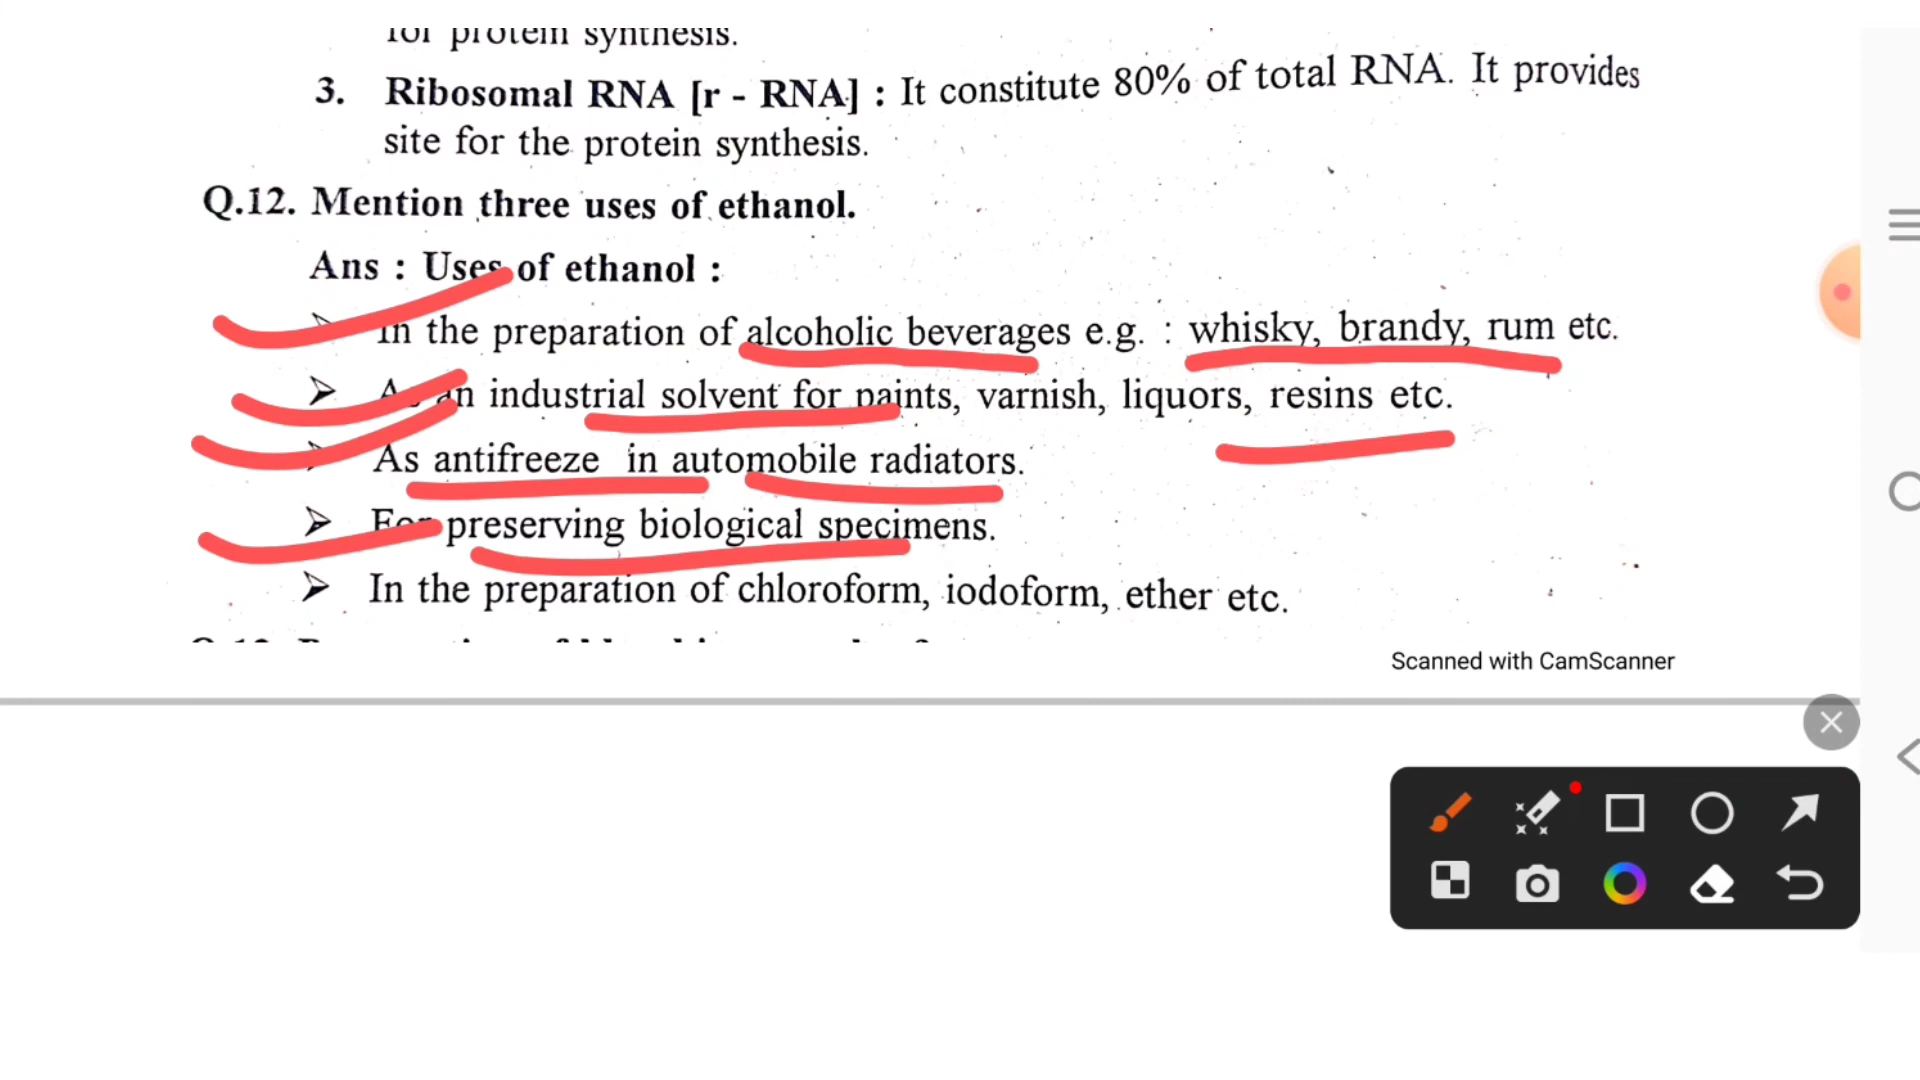 for protein synthesis.
3. Ribosomal RNA [r - RNA] : It constitute 80% of total RNA. It provides
site for the protein synthesis.
Q.12. Mention three uses of ethanol.
Ans : Uses of ethanol :
➢ In the preparation of alcoholic beverages e.g. : whisky, brandy, rum etc.
➢ As an industrial solvent for paints, varnish, liquors, resins etc.
➢ As antifreeze in automobile radiators.
➢ For preserving biological specimens.
➢ In the preparation of chloroform, iodoform, ether etc.
Scanned with CamScanner